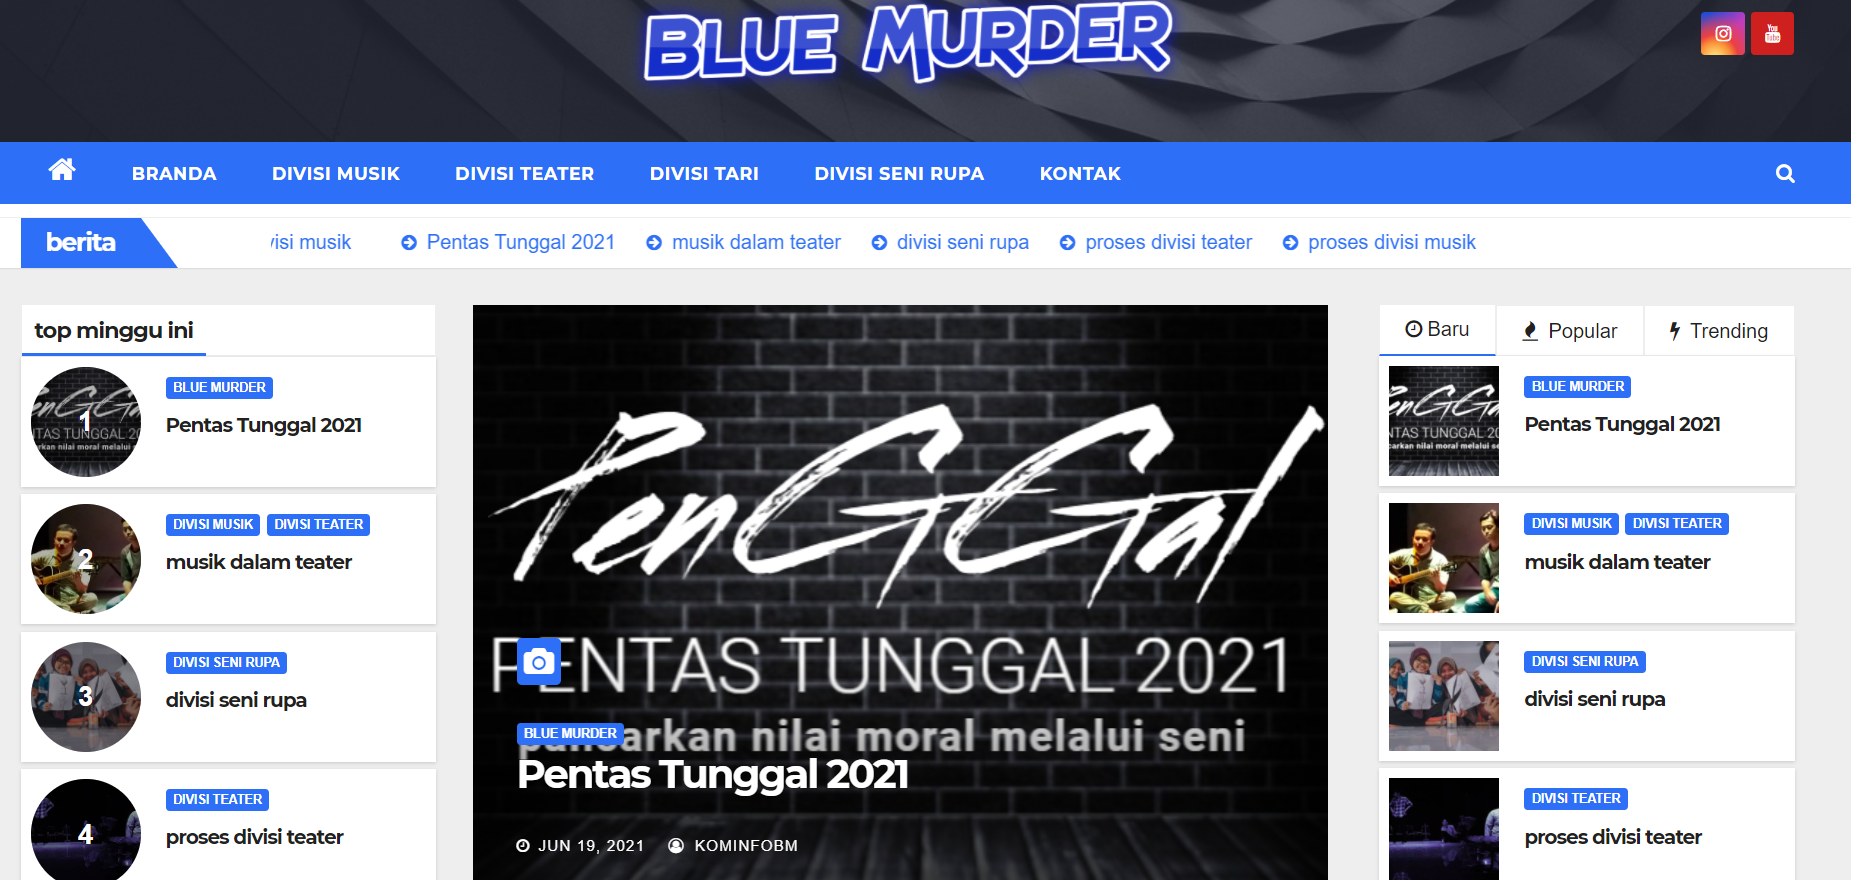 BLUE MURDER
BRANDA
DIVISI MUSIK
DIVISI TEATER
DIVISI TARI
DIVISI SENI RUPA
KONTAK
berita
visi musik
Pentas Tunggal 2021
musik dalam teater
divisi seni rupa
proses divisi teater
proses divisi musik
top minggu ini
1
BLUE MURDER
Pentas Tunggal 2021
2
DIVISI MUSIK DIVISI TEATER
musik dalam teater
3
DIVISI SENI RUPA
divisi seni rupa
4
DIVISI TEATER
proses divisi teater
PenGGal
PENTAS TUNGGAL 2021
pancarkan nilai moral melalui seni
BLUE MURDER
Pentas Tunggal 2021
JUN 19, 2021 KOMINFOBM
Baru
Popular
Trending
BLUE MURDER
Pentas Tunggal 2021
DIVISI MUSIK DIVISI TEATER
musik dalam teater
DIVISI SENI RUPA
divisi seni rupa
DIVISI TEATER
proses divisi teater